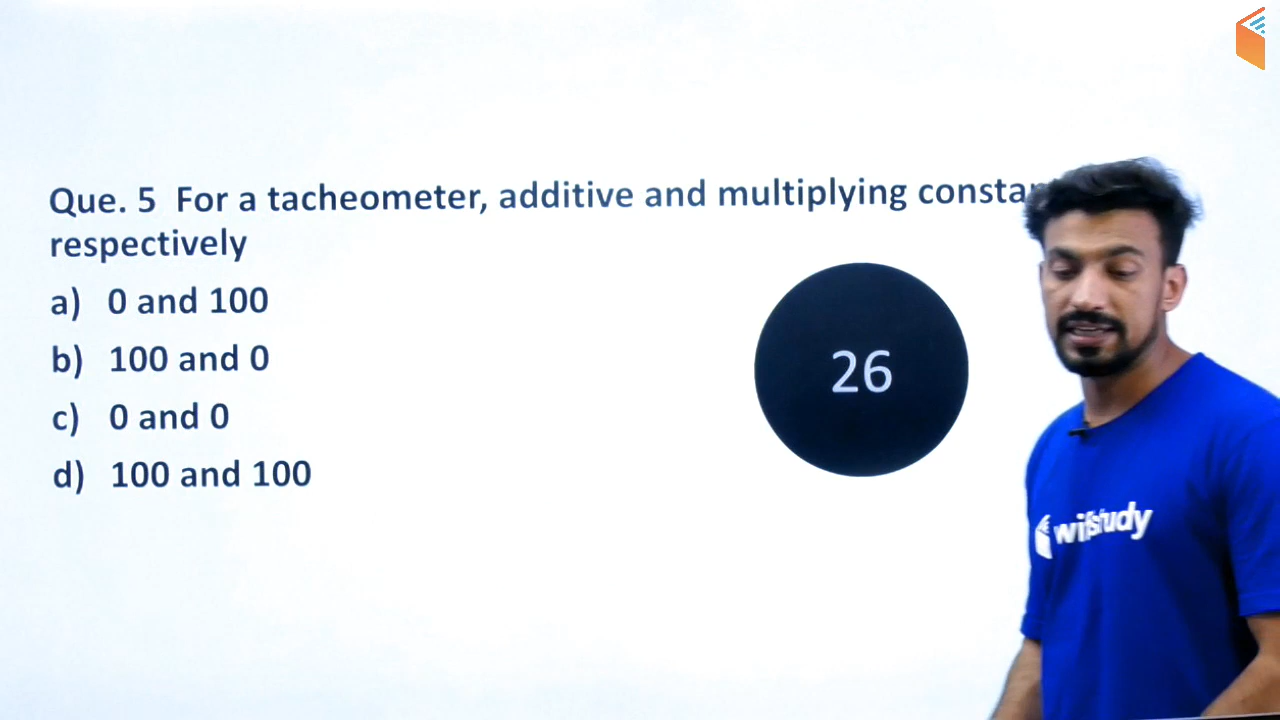 Que. 5 For a tacheometer, additive and multiplying
respectively
a) 0 and 100
b) 100 and 0
c) 0 and 0
d) 100 and 100
26
wifistudy